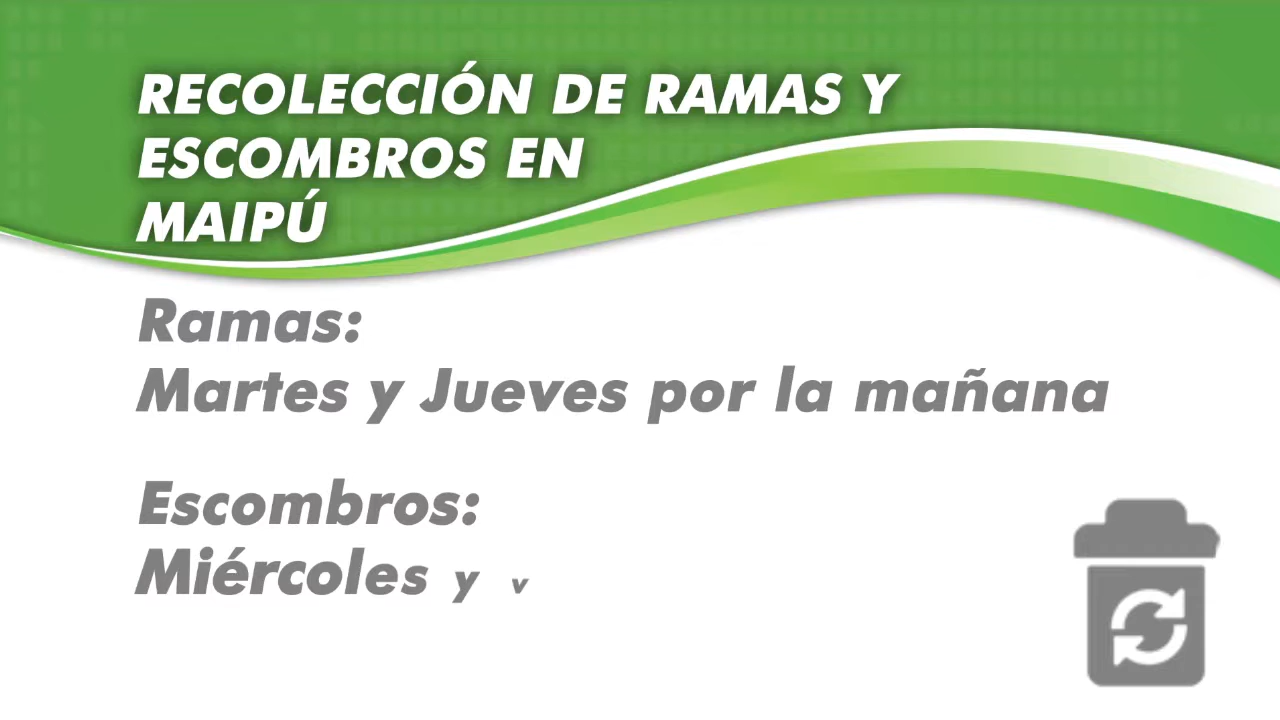 RECOLECCIÓN DE RAMAS Y
ESCOMBROS EN
MAIPÚ
Ramas:
Martes y Jueves por la mañana
Escombros:
Miércoles y v